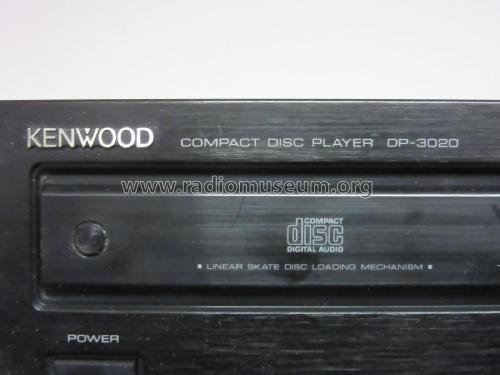 KENWOOD COMPACT DISC PLAYER DP-3020
www.radiomuseum.org
COMPACT
disc
DIGITAL AUDIO
▪ LINEAR SKATE DISC LOADING MECHANISM ▪
POWER